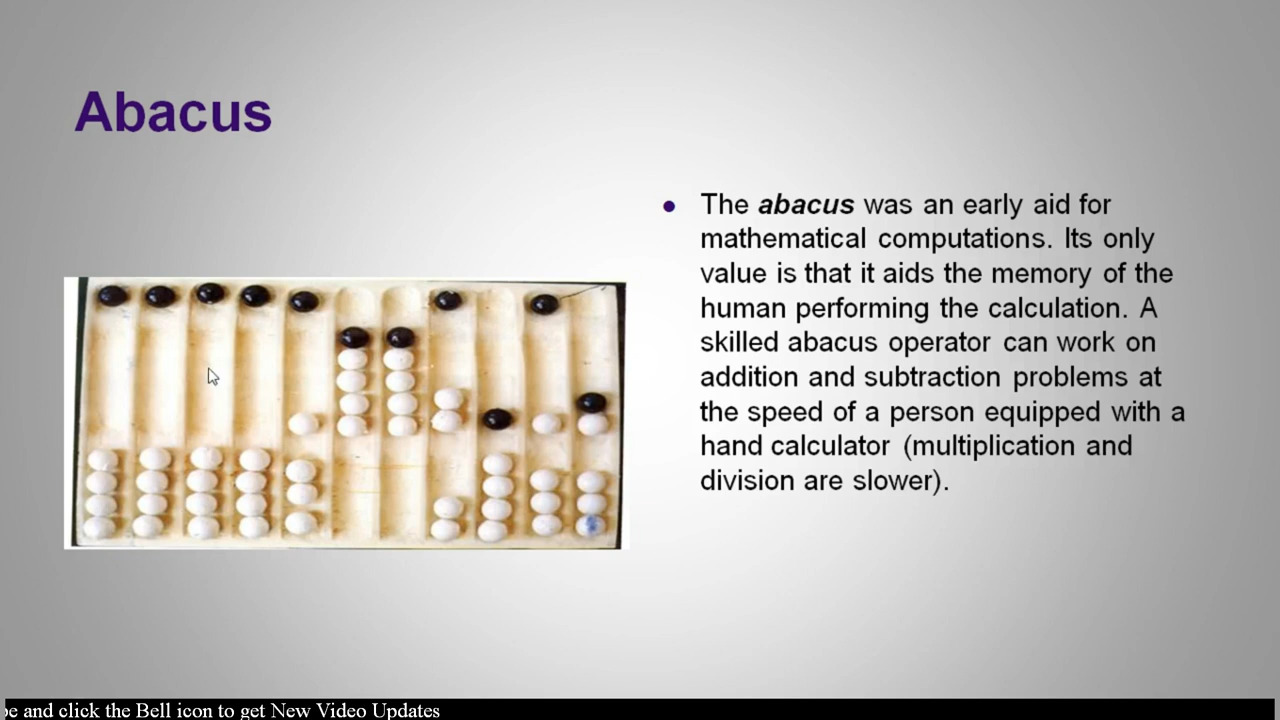 Abacus
The abacus was an early aid for
mathematical computations. Its only
value is that it aids the memory of the
human performing the calculation. A
skilled abacus operator can work on
addition and subtraction problems at
the speed of a person equipped with a
hand calculator (multiplication and
division are slower).
and click the Bell icon to get New Video Updates